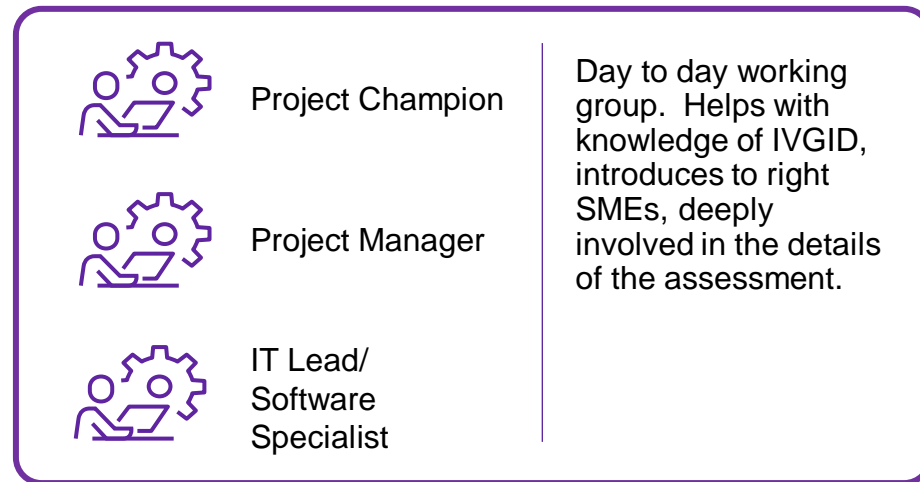 Project Champion
Project Manager
IT Lead/
Software
Specialist
Day to day working
group.  Helps with
knowledge of IVGID,
introduces to right
SMEs, deeply
involved in the details
of the assessment.